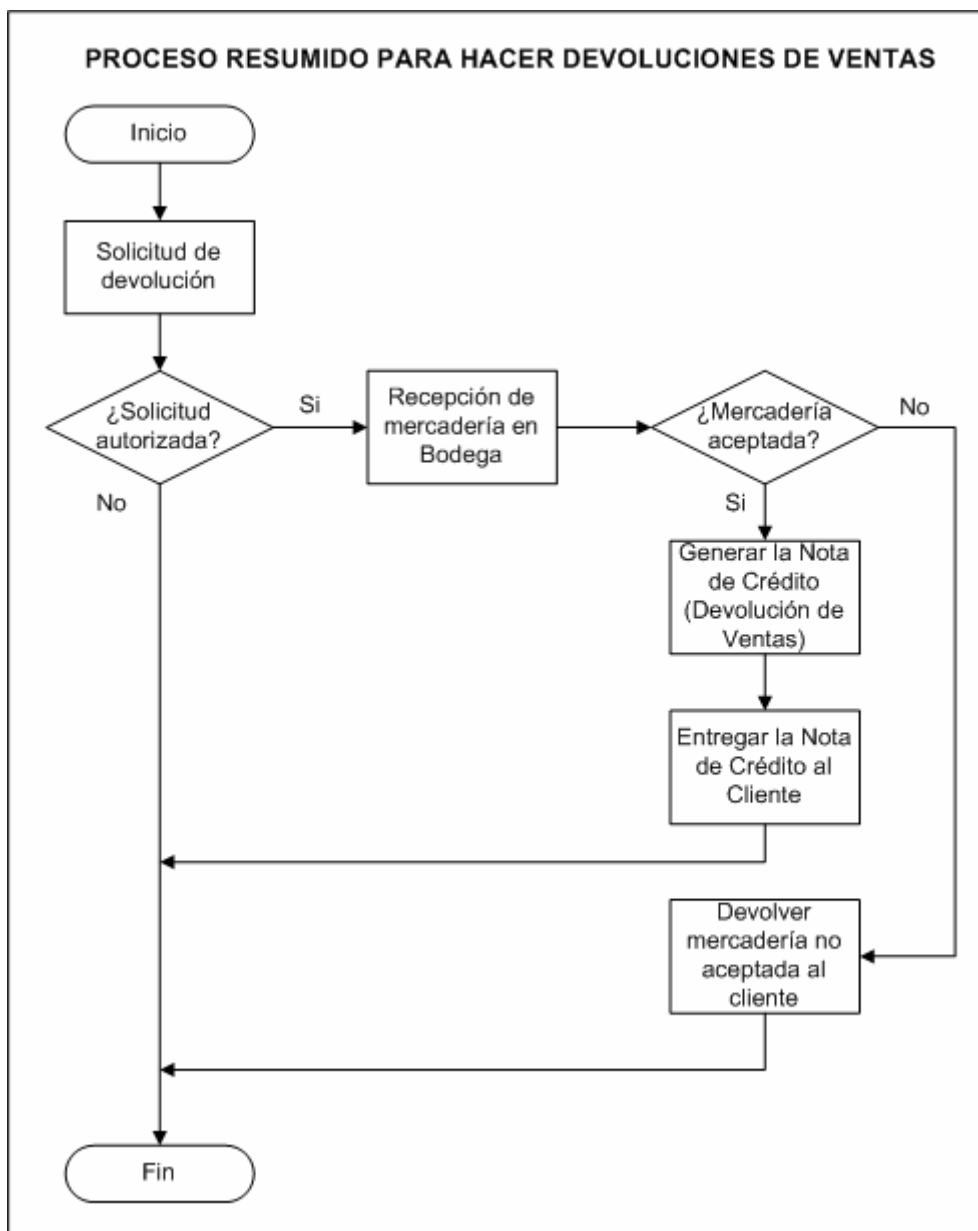 PROCESO RESUMIDO PARA HACER DEVOLUCIONES DE VENTAS
Inicio
Solicitud de
devolución
¿Solicitud
autorizada?
Si
No
Recepción de
mercadería en
Bodega
¿Mercadería
aceptada?
No
Si
Generar la Nota
de Crédito
(Devolución de
Ventas)
Entregar la Nota
de Crédito al
Cliente
Devolver
mercadería no
aceptada al
cliente
Fin